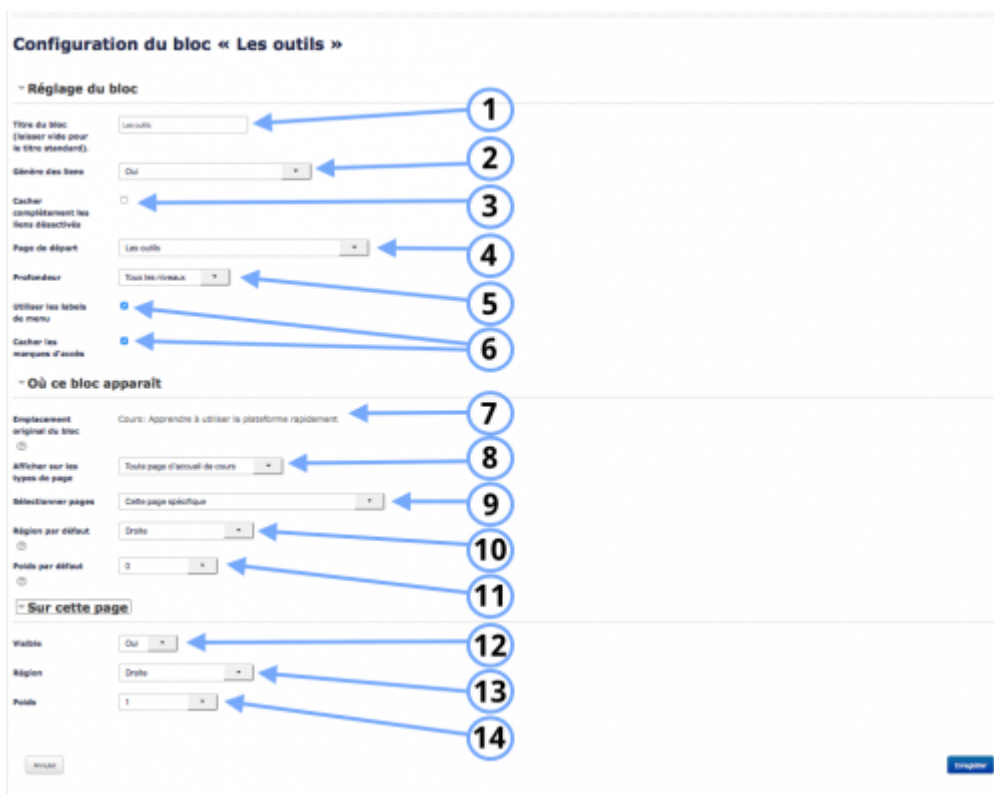 Configuration du bloc « Les outils »
Réglage du bloc
Titre du bloc
(laisser vide pour
le titre standard).
Les outils
1
Génère des liens
Oui
2
Cacher
complètement les
liens désactivés
3
Page de départ
Les outils
4
Profondeur
Tous les niveaux
5
Utiliser les labels
de menu
Cacher les
marques d'accès
6
Où ce bloc apparaît
Emplacement
original du bloc
Cours: Apprendre à utiliser la plateforme rapidement
7
Afficher sur les
types de page
Toute page d'accueil de cours
8
Sélectionner pages
Cette page spécifique
9
Région par défaut
Droite
10
Poids par défaut
0
11
Sur cette page
Visible
Oui
12
Région
Droite
13
Poids
1
14
Annuler
Enregistrer